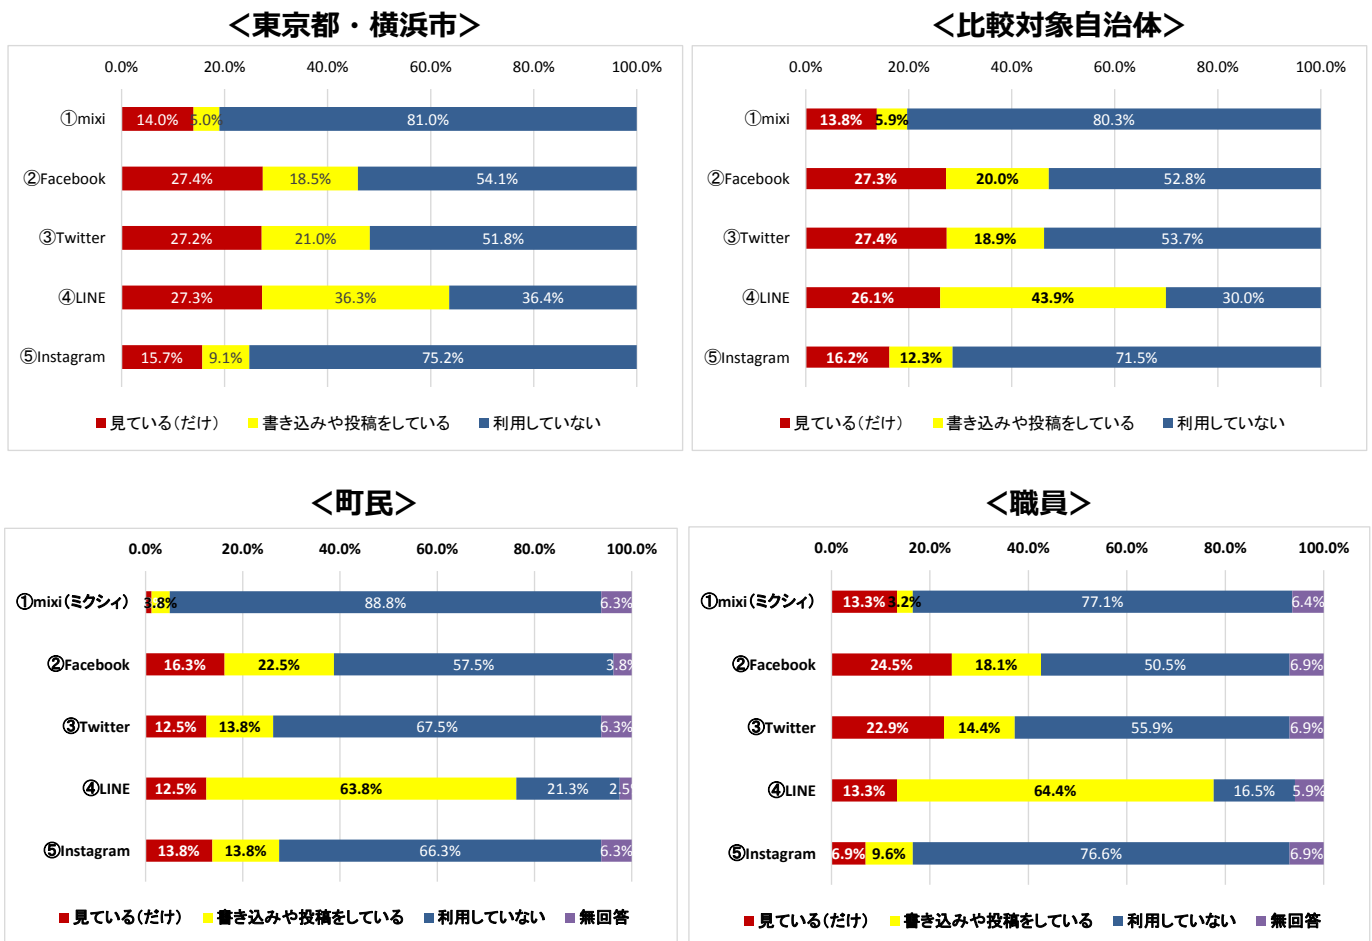 ＜東京都・横浜市＞
0.0% 20.0% 40.0% 60.0% 80.0% 100.0%
①mixi 14.0% 5.0% 81.0%
②Facebook 27.4% 18.5% 54.1%
③Twitter 27.2% 21.0% 51.8%
④LINE 27.3% 36.3% 36.4%
⑤Instagram 15.7% 9.1% 75.2%
見ている(だけ) 書き込みや投稿をしている 利用していない
＜比較対象自治体＞
0.0% 20.0% 40.0% 60.0% 80.0% 100.0%
①mixi 13.8% 5.9% 80.3%
②Facebook 27.3% 20.0% 52.8%
③Twitter 27.4% 18.9% 53.7%
④LINE 26.1% 43.9% 30.0%
⑤Instagram 16.2% 12.3% 71.5%
見ている(だけ) 書き込みや投稿をしている 利用していない
＜町民＞
0.0% 20.0% 40.0% 60.0% 80.0% 100.0%
①mixi(ミクシィ) 3.8% 88.8% 6.3%
②Facebook 16.3% 22.5% 57.5% 3.8%
③Twitter 12.5% 13.8% 67.5% 6.3%
④LINE 12.5% 63.8% 21.3% 2.5%
⑤Instagram 13.8% 13.8% 66.3% 6.3%
見ている(だけ) 書き込みや投稿をしている 利用していない 無回答
＜職員＞
0.0% 20.0% 40.0% 60.0% 80.0% 100.0%
①mixi(ミクシィ) 13.3% 3.2% 77.1% 6.4%
②Facebook 24.5% 18.1% 50.5% 6.9%
③Twitter 22.9% 14.4% 55.9% 6.9%
④LINE 13.3% 64.4% 16.5% 5.9%
⑤Instagram 6.9% 9.6% 76.6% 6.9%
見ている(だけ) 書き込みや投稿をしている 利用していない 無回答